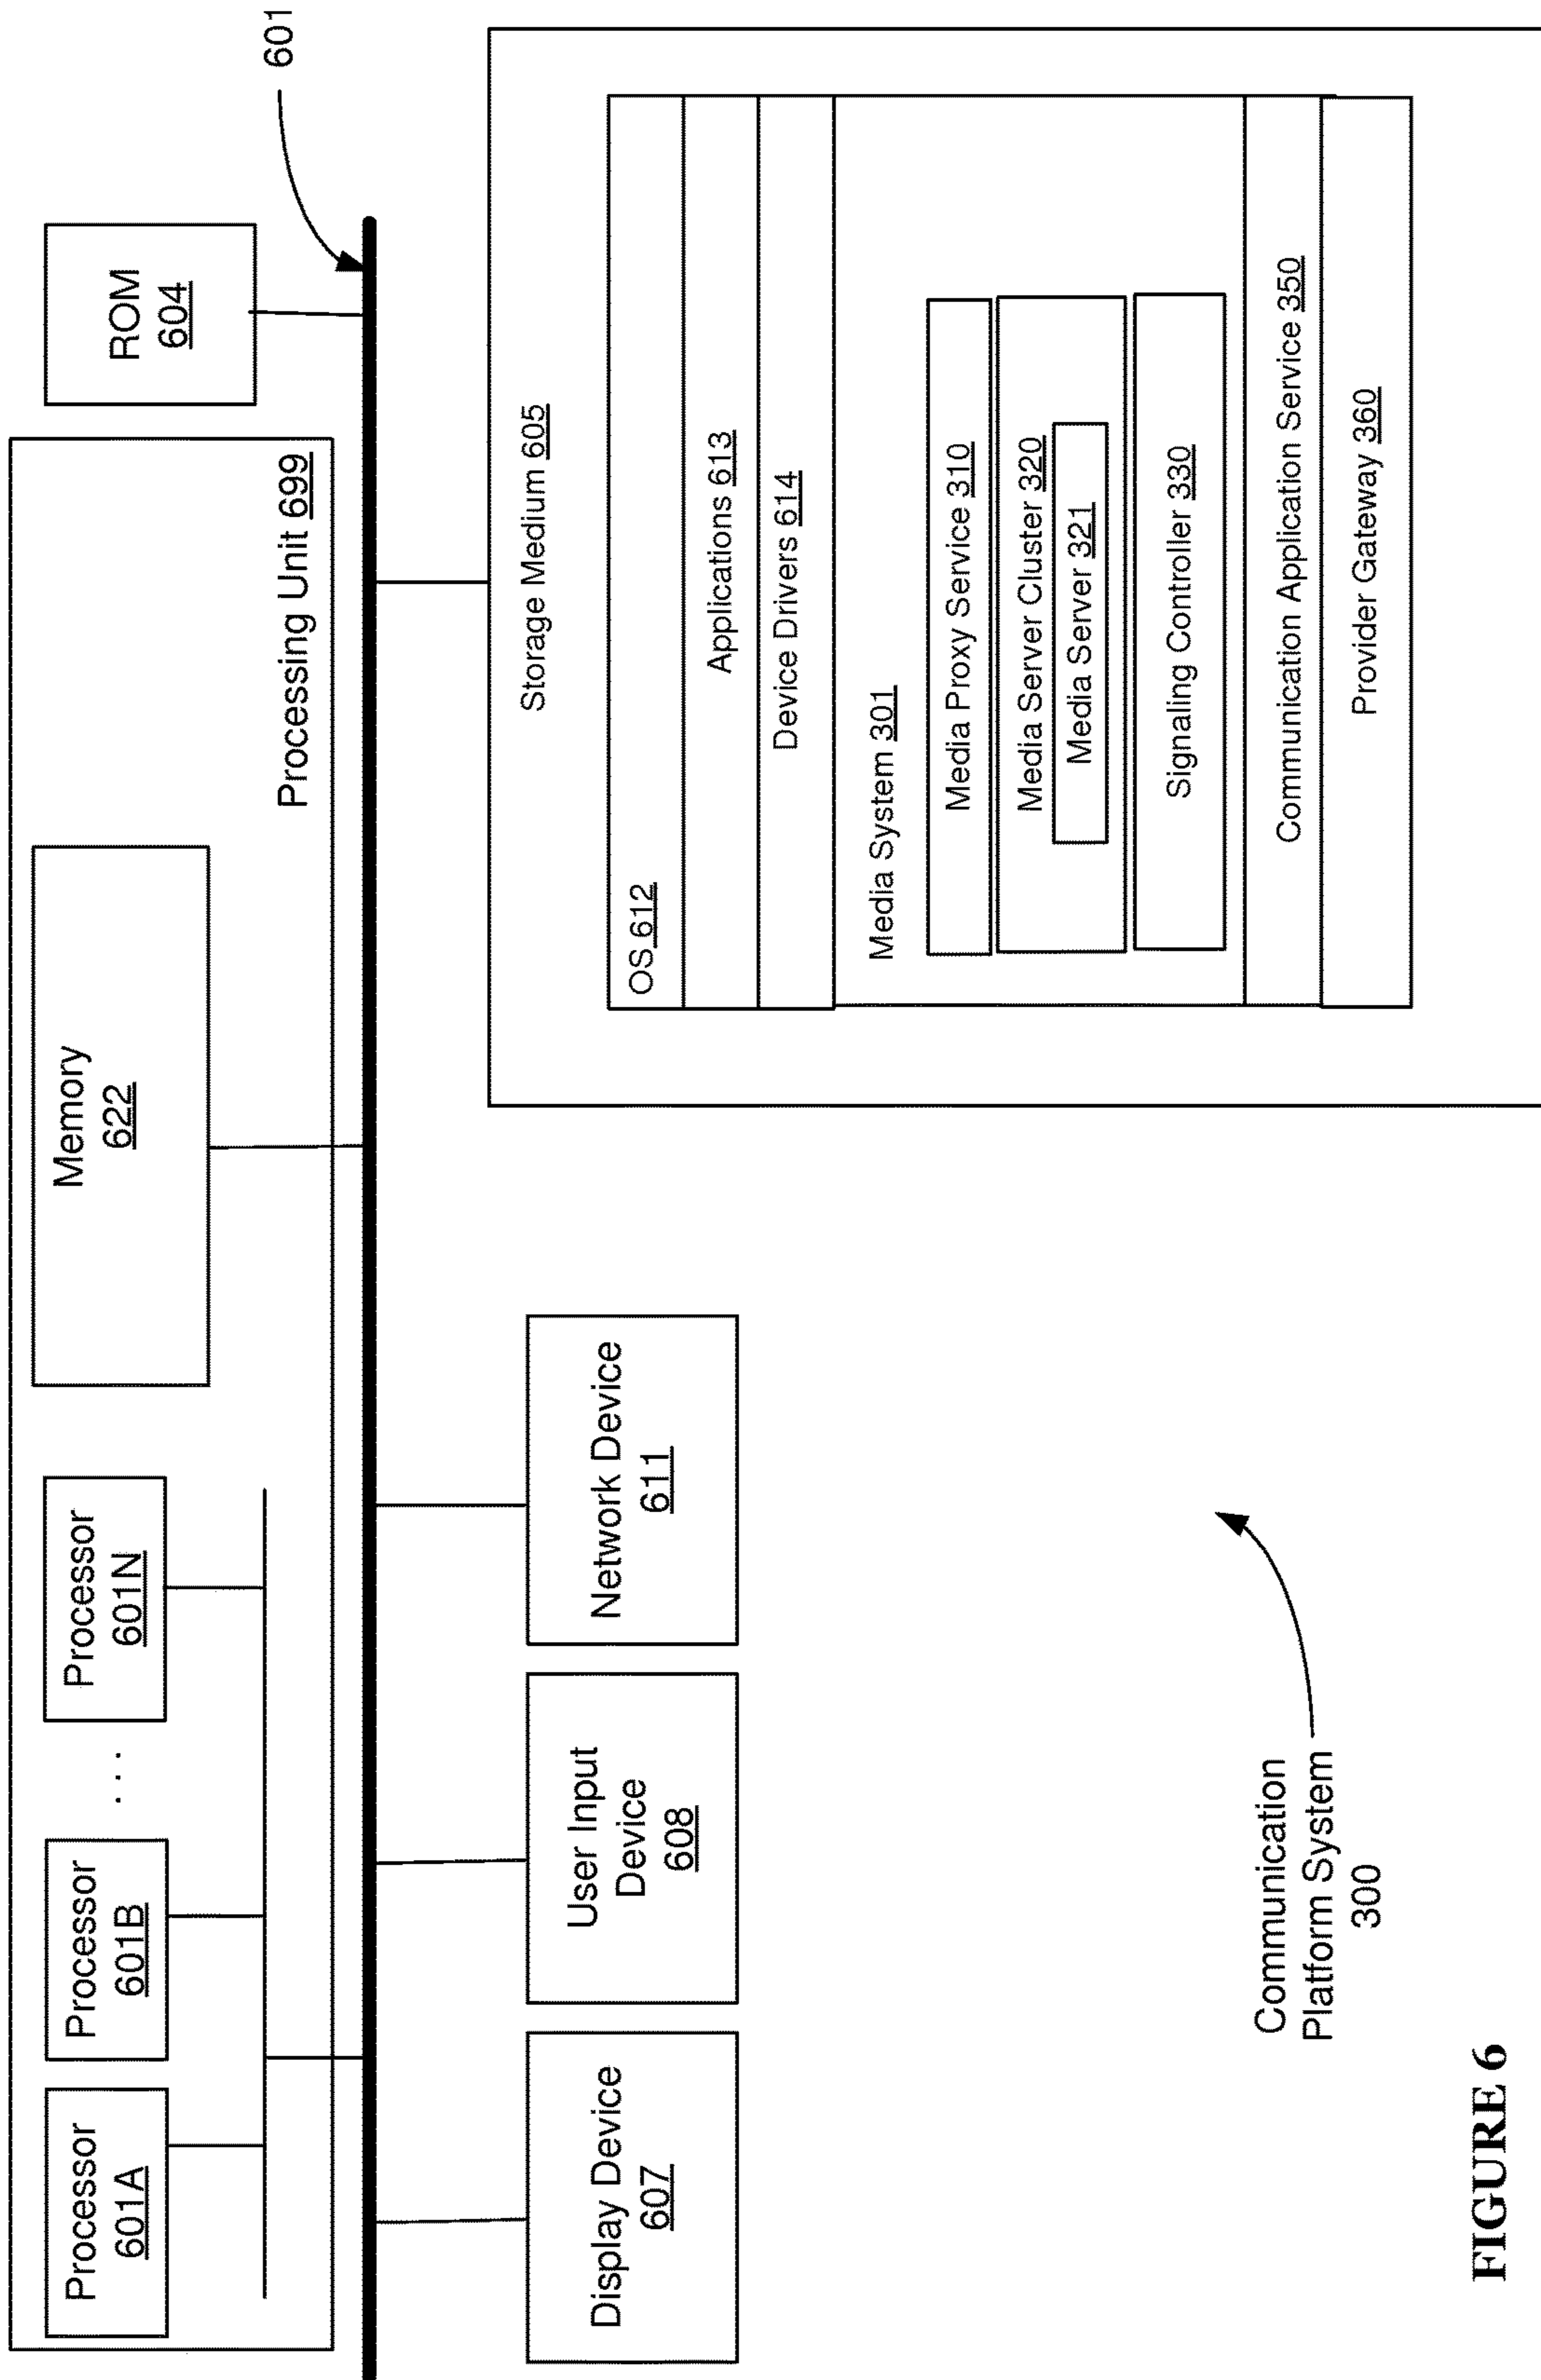 Processor
601A
Processor
601B
. . .
Processor
601N
Memory
622
Processing Unit 699
ROM
604
601
Display Device
607
User Input
Device
608
Network Device
611
Storage Medium 605
OS 612
Applications 613
Device Drivers 614
Media System 301
Media Proxy Service 310
Media Server Cluster 320
Media Server 321
Signaling Controller 330
Communication Application Service 350
Provider Gateway 360
Communication
Platform System
300
FIGURE 6